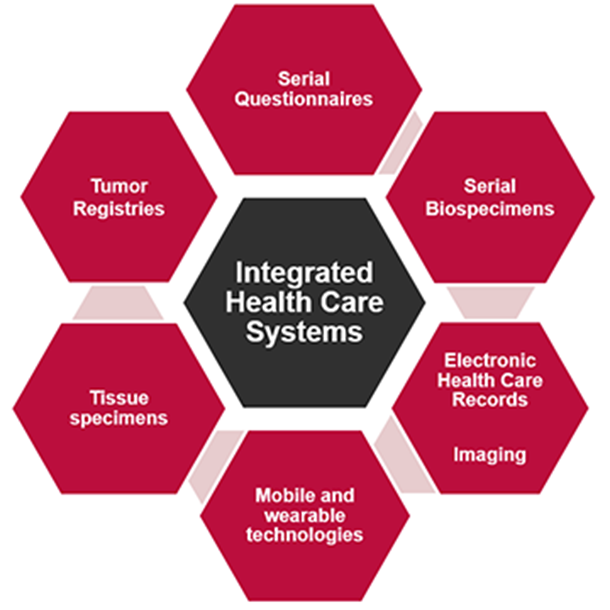 Serial
Questionnaires
Tumor
Registries
Serial
Biospecimens
Integrated
Health Care
Systems
Electronic
Health Care
Records
Imaging
Tissue
specimens
Mobile and
wearable
technologies